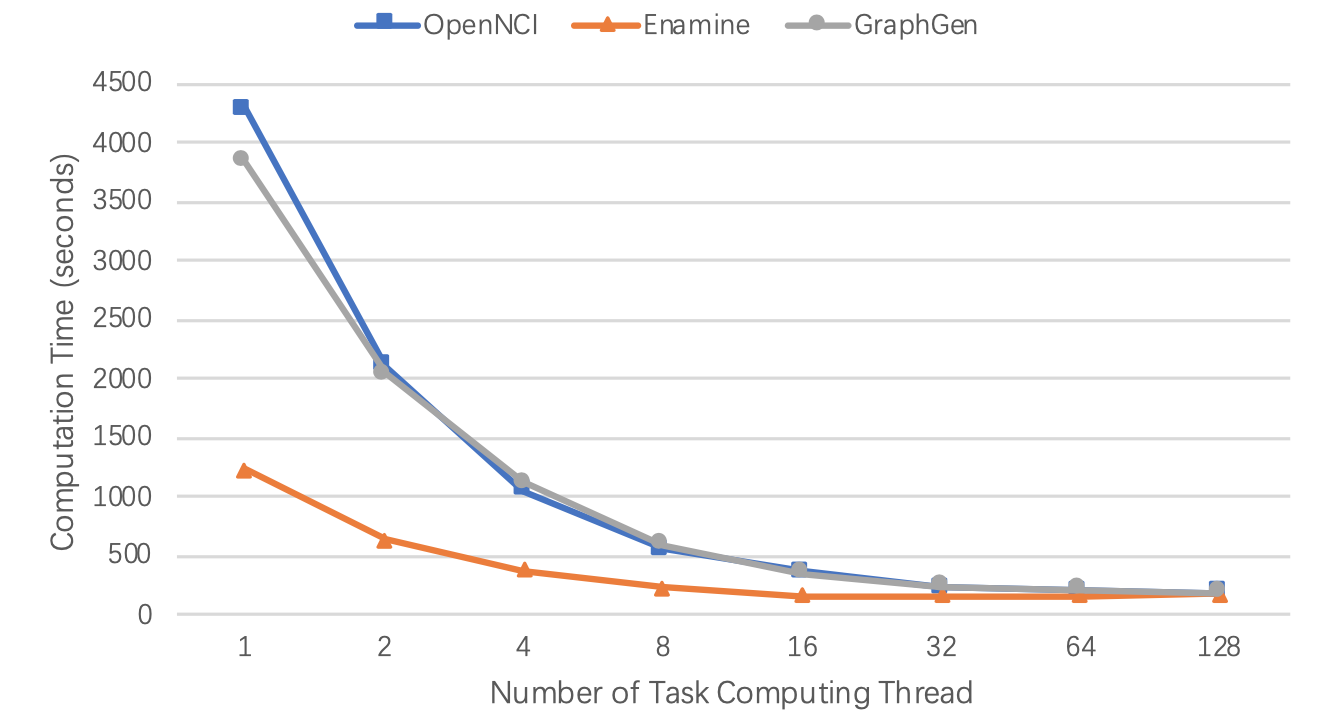 OpenNCI Enamine GraphGen
4500
4000
3500
3000
2500
2000
1500
1000
500
0
Computation Time (seconds)
1 2 4 8 16 32 64 128
Number of Task Computing Thread